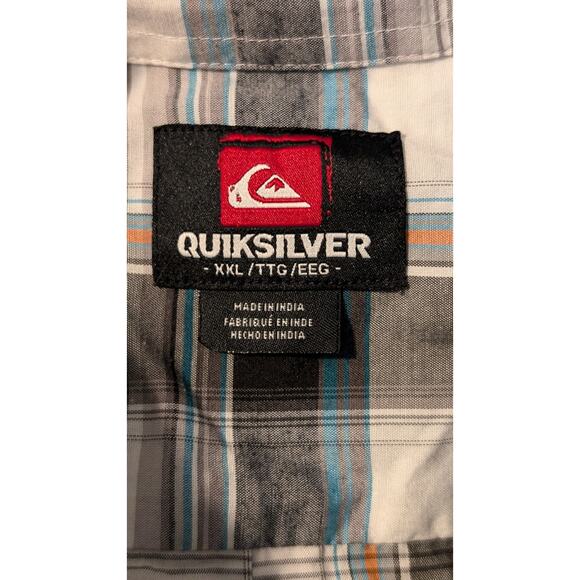 QUIKSILVER
- XXL / TTG / EEG -
MADE IN INDIA
FABRIQUÉ EN INDE
HECHO EN INDIA